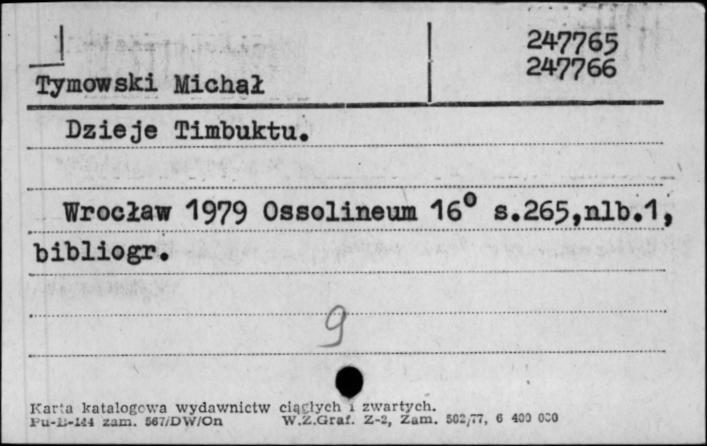 247765
247766
Tymowski Michał
Dzieje Timbuktu.
Wrocław 1979 Ossolineum 16° s.265,nlb.1,
bibliogr.
9
Karta katalogowa wydawnictw ciągłych i zwartych.
Pu-B-144 zam. 567/DW/On W.Z.Graf. Z-2, Zam. 502/77, 6 400 000